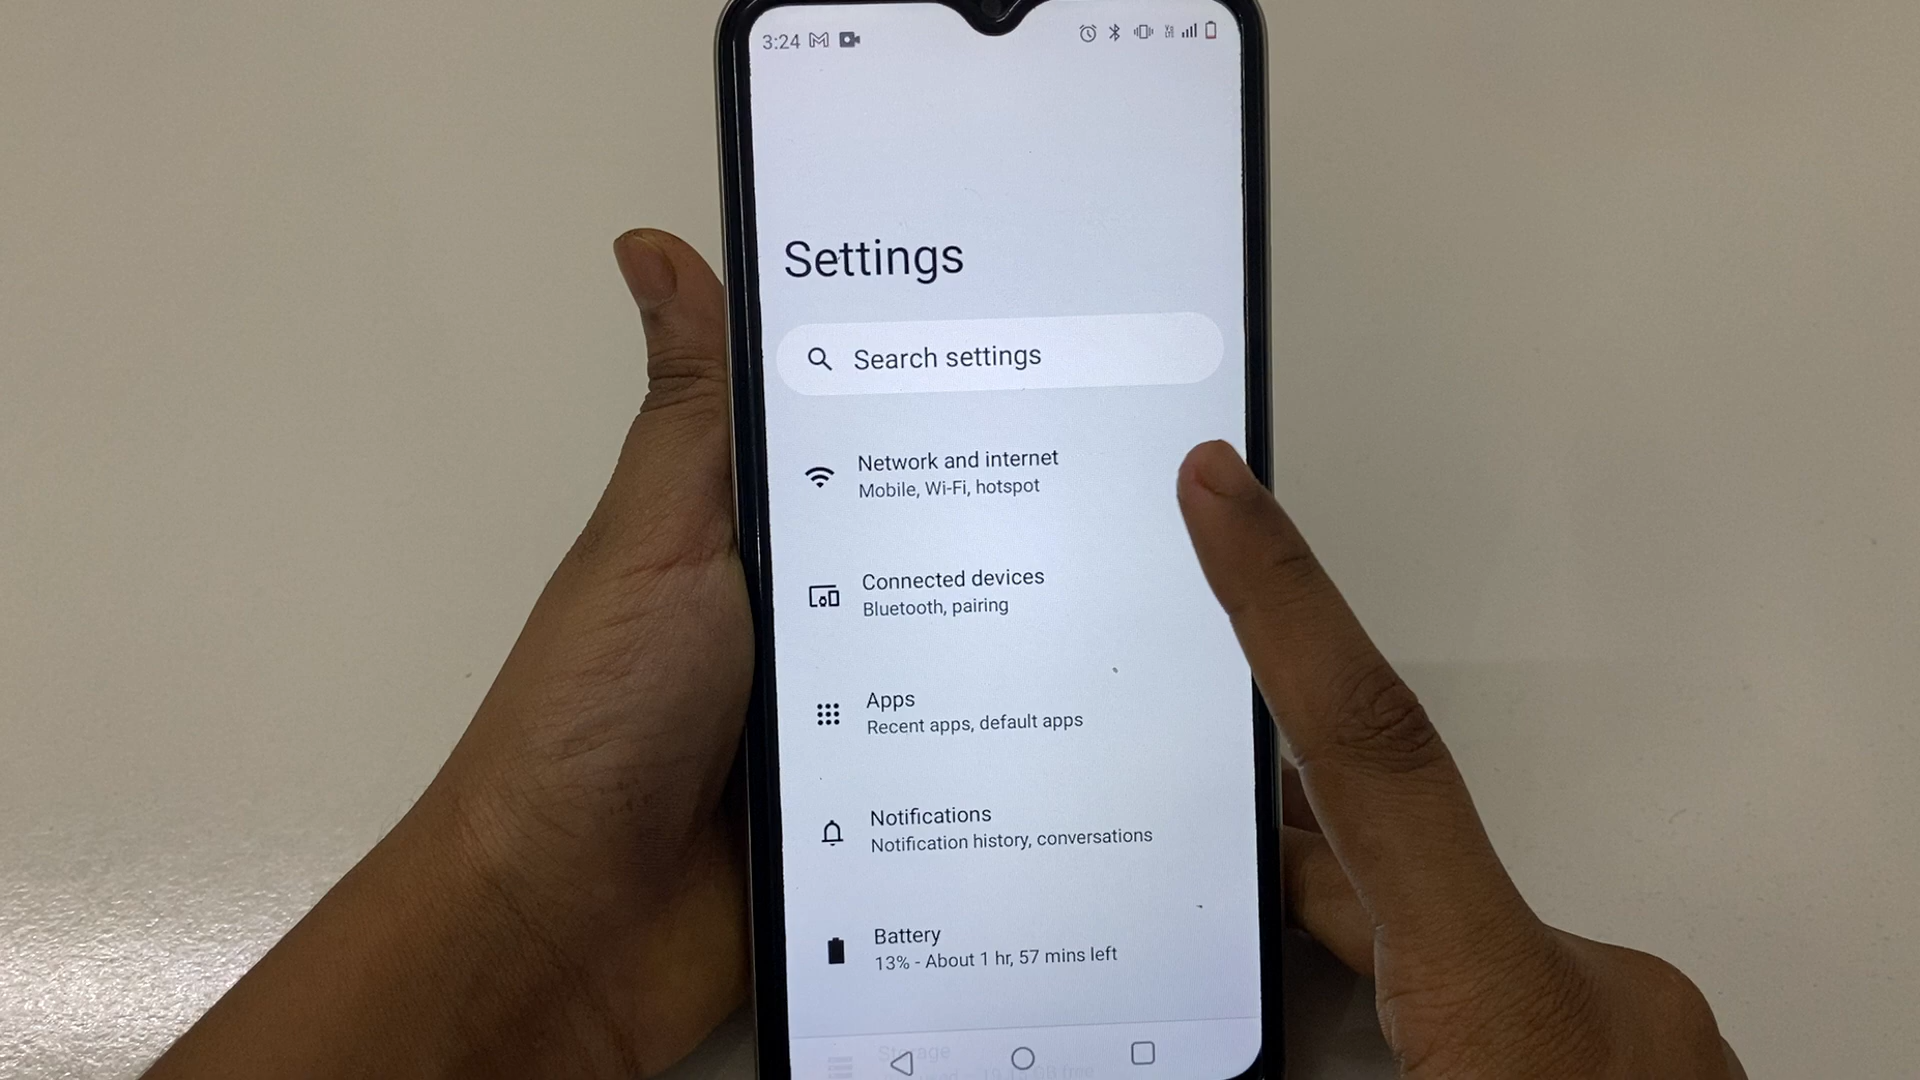 3:24
Settings
Search settings
Network and internet
Mobile, Wi-Fi, hotspot
Connected devices
Bluetooth, pairing
Apps
Recent apps, default apps
Notifications
Notification history, conversations
Battery
13% - About 1 hr, 57 mins left
Storage